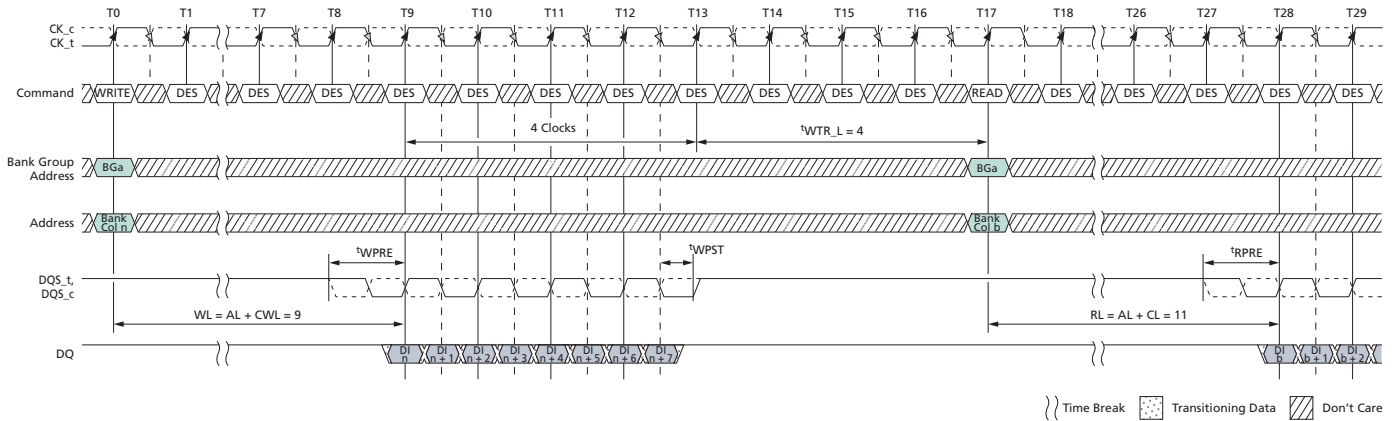 T0 T1 T7 T8 T9 T10 T11 T12 T13 T14 T15 T16 T17 T18 T26 T27 T28 T29
CK_c
CK_t
Command WRITE DES DES DES DES DES DES DES DES DES DES DES READ DES DES DES DES DES
4 Clocks tWTR_L = 4
Bank Group
Address
BGa BGa
Address
Bank
Col n
Bank
Col b
tWPRE tWPST tRPRE
DQS_t,
DQS_c
WL = AL + CWL = 9 RL = AL + CL = 11
DQ
DI
n
DI
n + 1
DI
n + 2
DI
n + 3
DI
n + 4
DI
n + 5
DI
n + 6
DI
n + 7
DI
b
DI
b + 1
DI
b + 2
Time Break Transitioning Data Don't Care